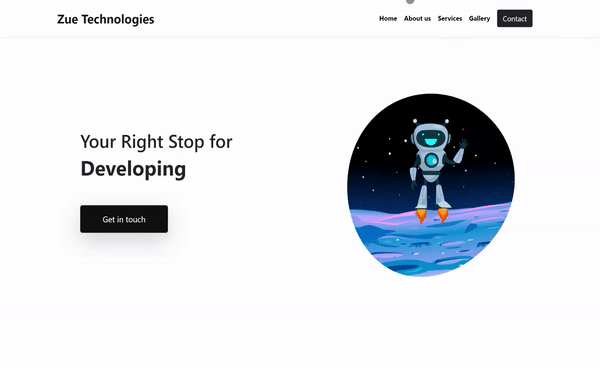 Zue Technologies
Home About us Services Gallery Contact
Your Right Stop for
Developing
Get in touch